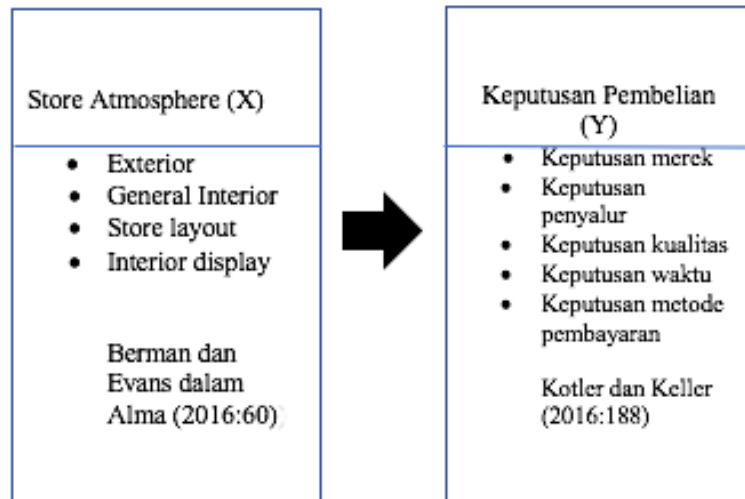 Store Atmosphere (X)
• Exterior
• General Interior
• Store layout
• Interior display
Berman dan
Evans dalam
Alma (2016:60)
Keputusan Pembelian
(Y)
• Keputusan merek
• Keputusan
penyalur
• Keputusan kualitas
• Keputusan waktu
• Keputusan metode
pembayaran
Kotler dan Keller
(2016:188)